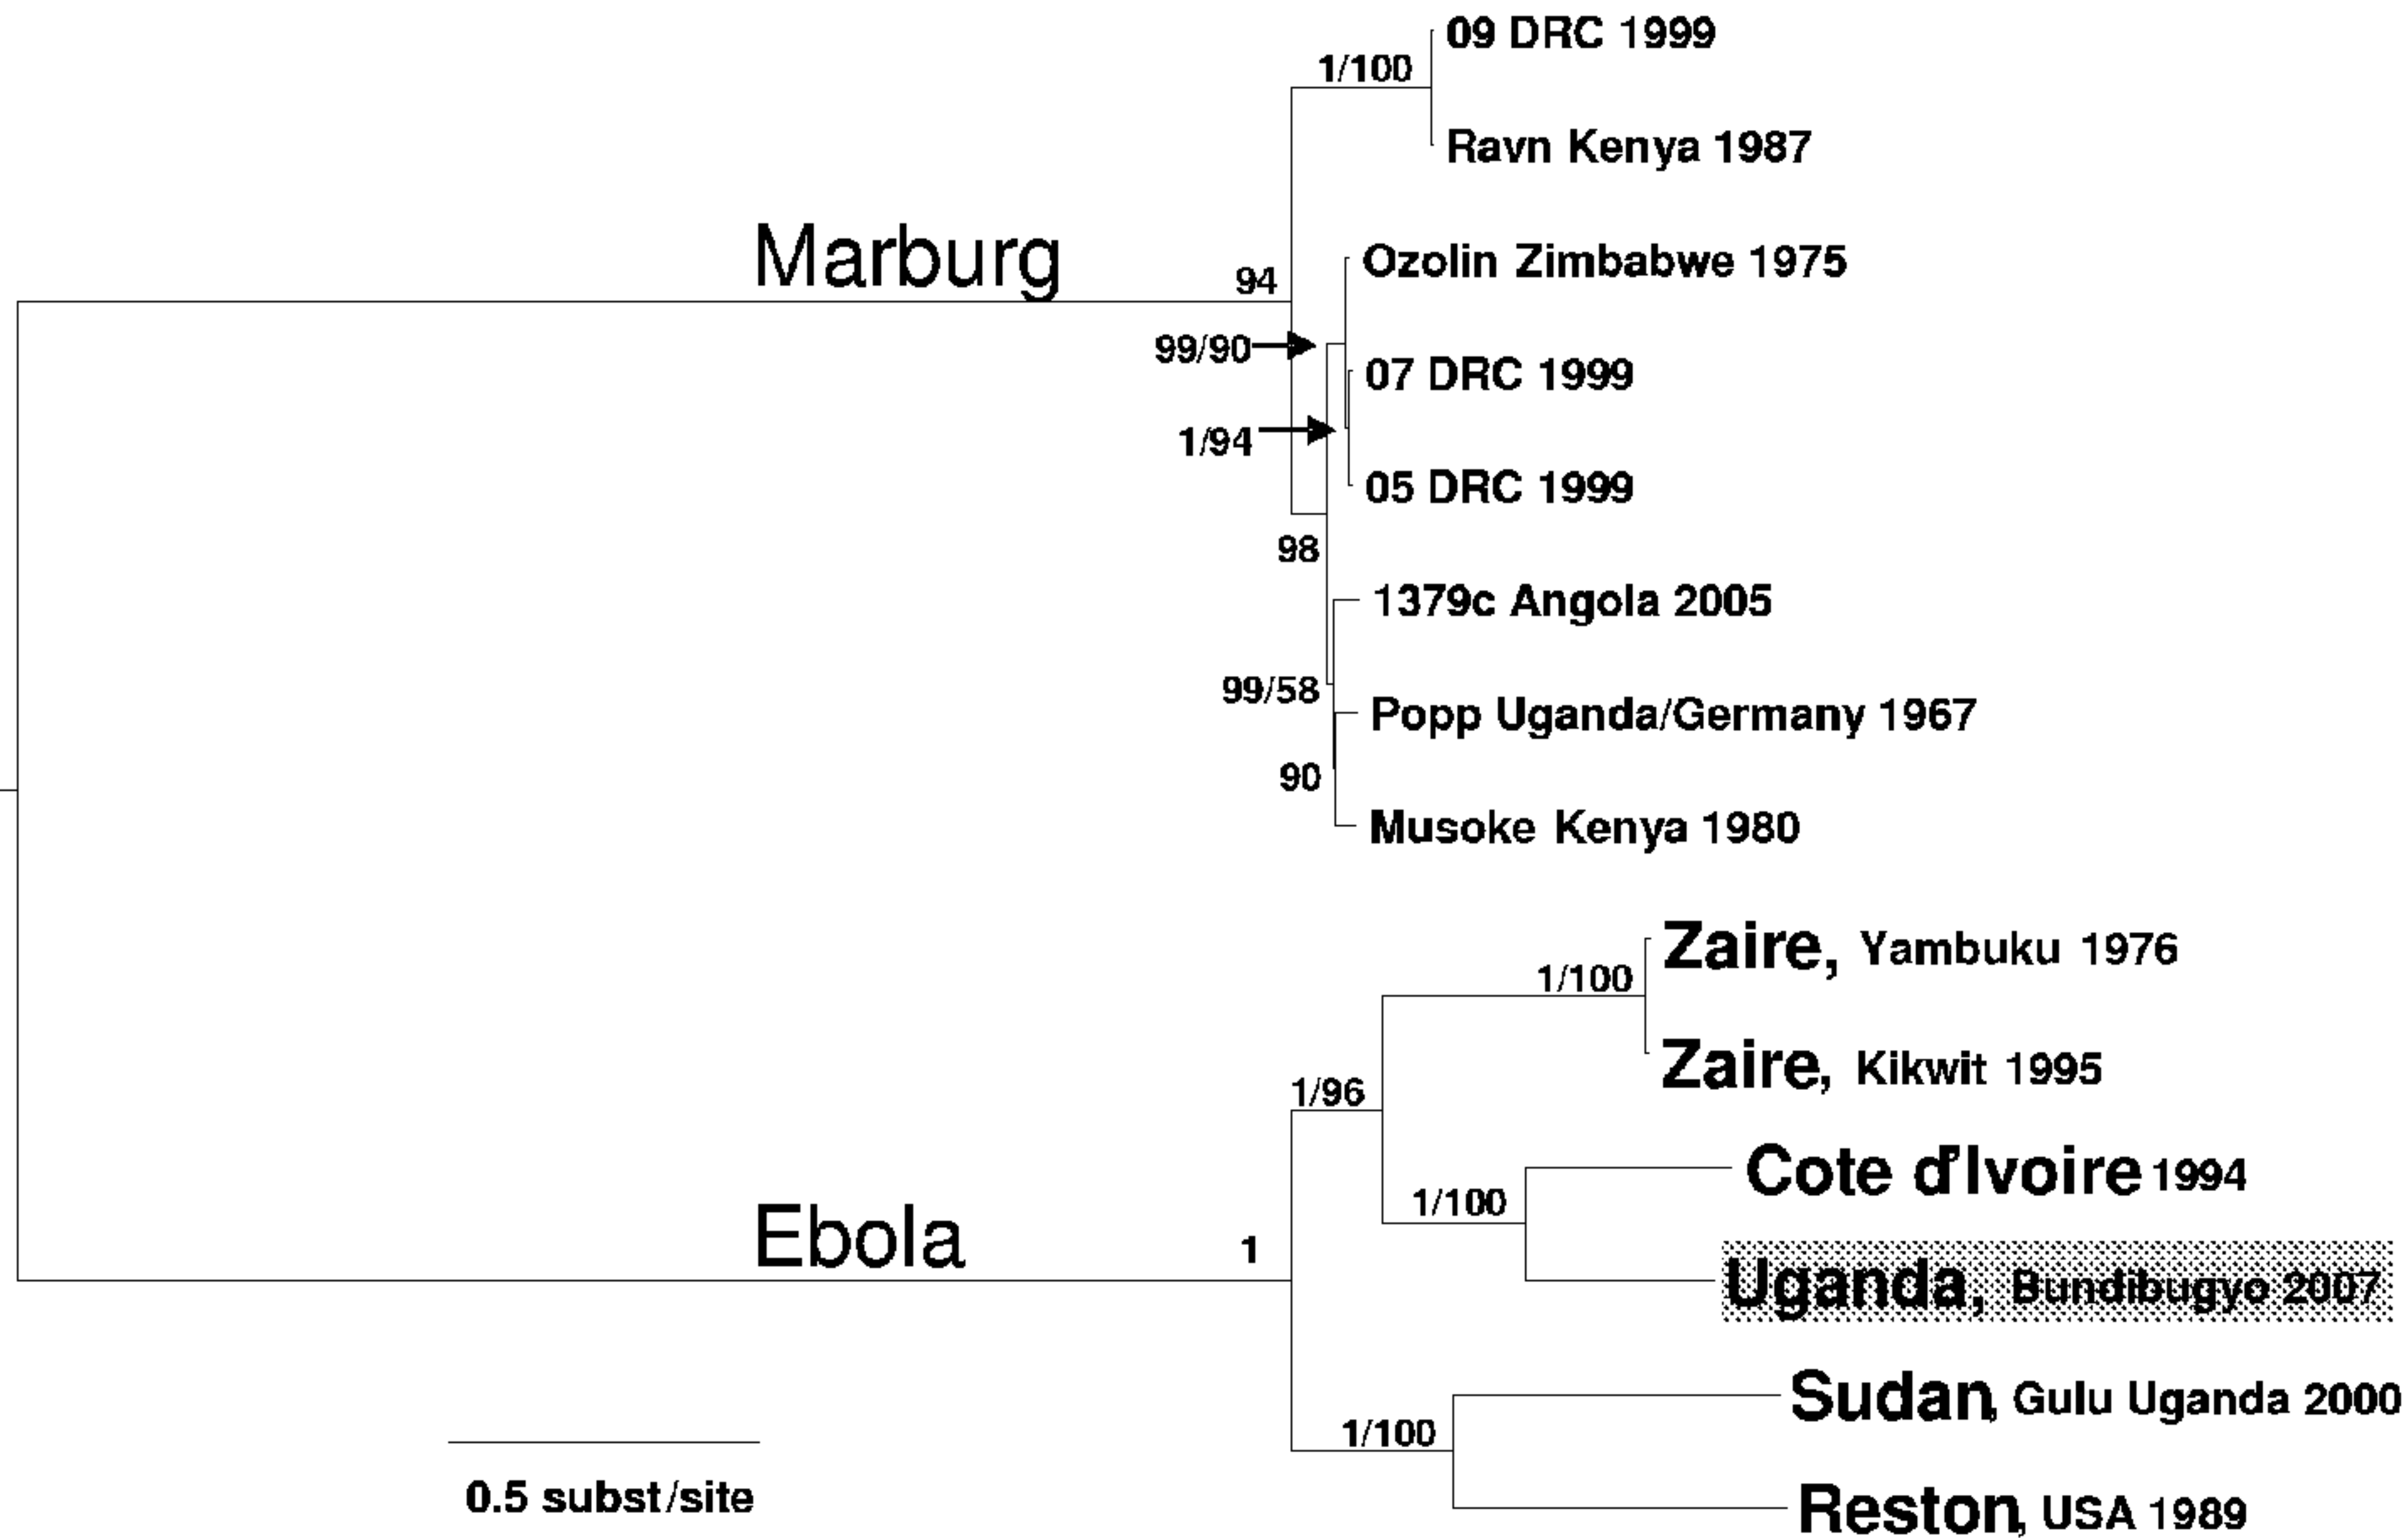 09 DRC 1999
1/100
Ravn Kenya 1987
Marburg
94
Ozolin Zimbabwe 1975
99/90
07 DRC 1999
1/94
05 DRC 1999
98
1379c Angola 2005
99/58
Popp Uganda/Germany 1967
90
Musoke Kenya 1980
Zaire, Yambuku 1976
1/100
Zaire, Kikwit 1995
1/96
Cote d'Ivoire 1994
1/100
Ebola
1
Uganda, Bundibugyo 2007
Sudan, Gulu Uganda 2000
1/100
0.5 subst/site
Reston, USA 1989